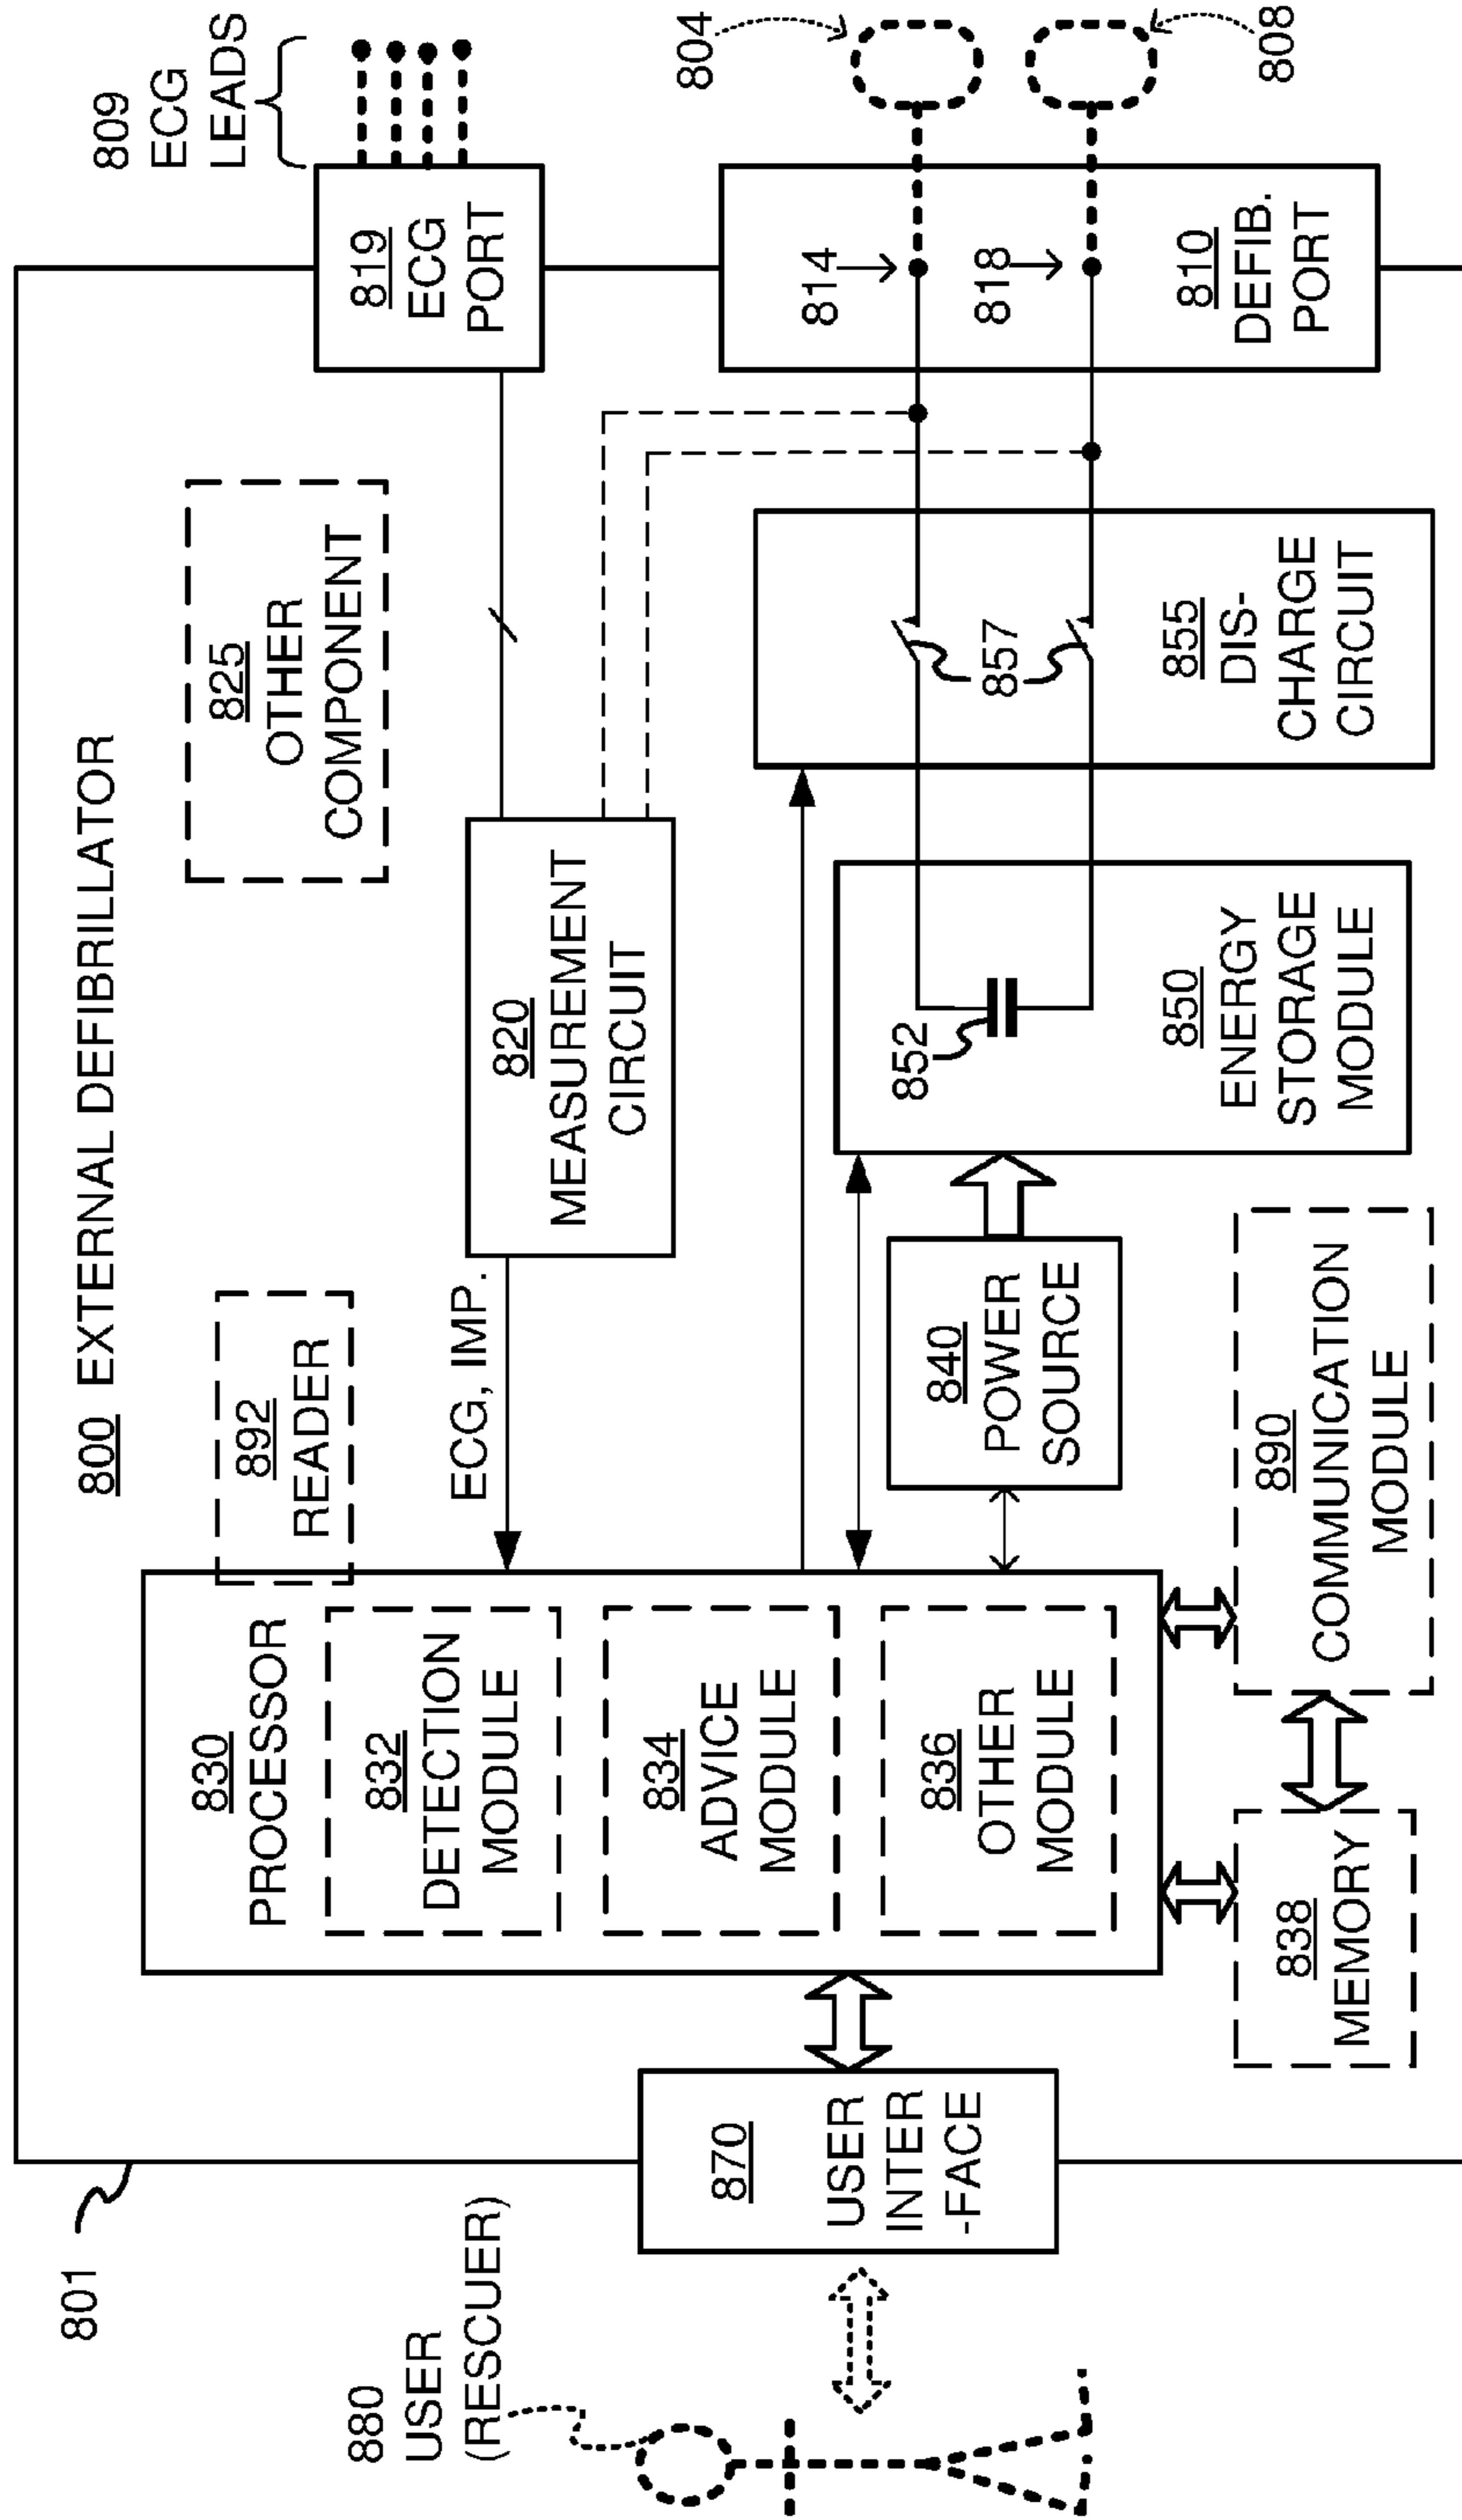 801
800 EXTERNAL DEFIBRILLATOR
809
ECG
LEADS
880
USER
(RESCUER)
830
PROCESSOR
892
READER
825
OTHER
COMPONENT
819
ECG
PORT
832
DETECTION
MODULE
ECG, IMP.
820
MEASUREMENT
CIRCUIT
804
870
USER
INTER
-FACE
834
ADVICE
MODULE
814
818
808
836
OTHER
MODULE
840
POWER
SOURCE
852
850
ENERGY
STORAGE
MODULE
857
855
DIS-
CHARGE
CIRCUIT
810
DEFIB.
PORT
838
MEMORY
890
COMMUNICATION
MODULE